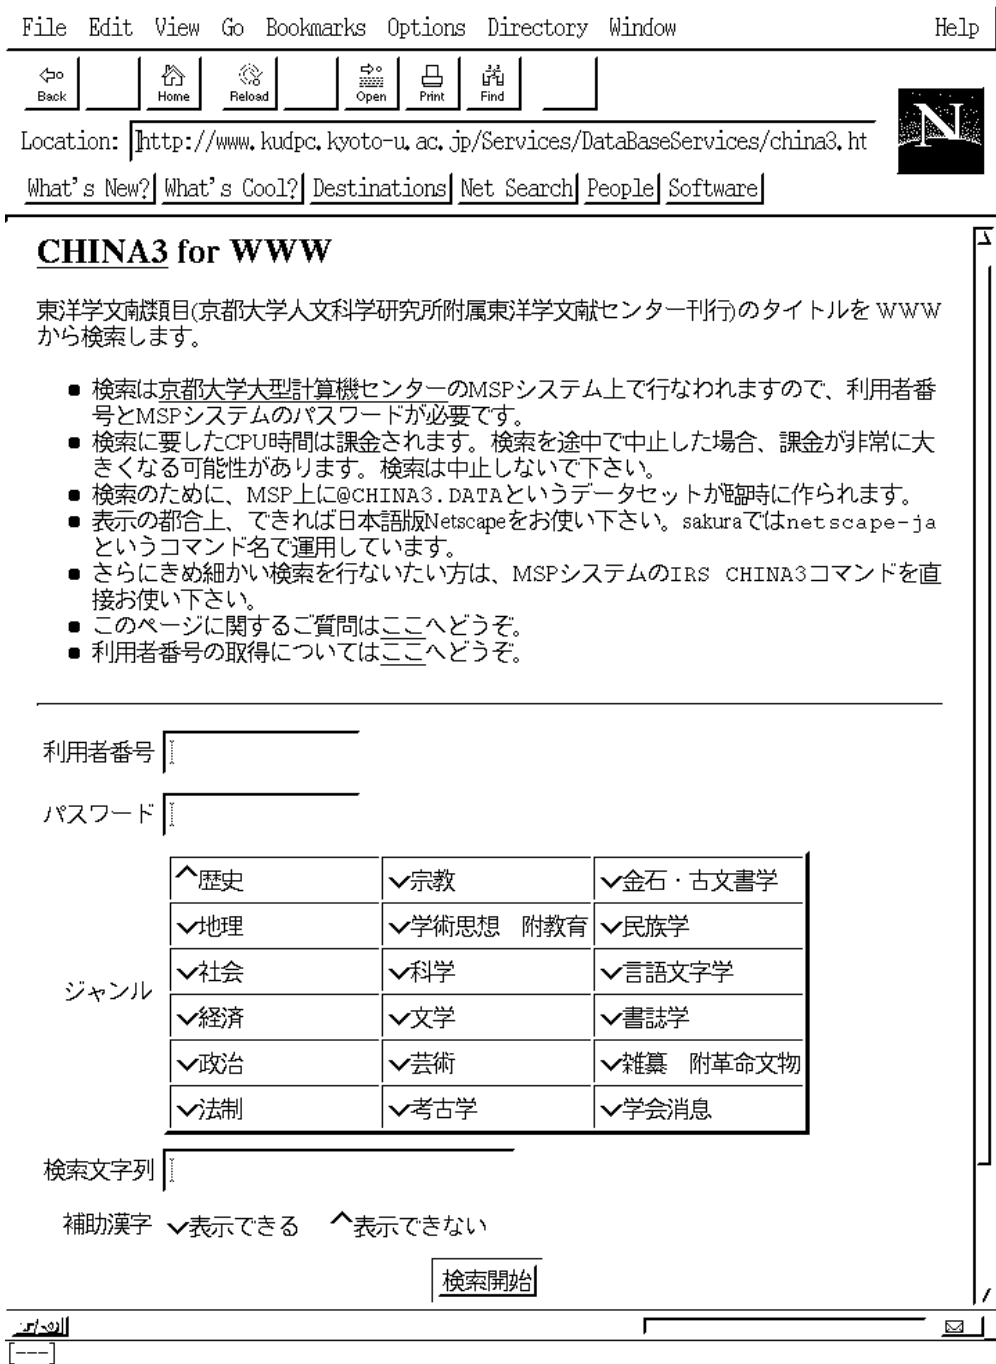 File Edit View Go Bookmarks Options Directory Window Help
Back Home Reload Open Print Find
N
Location: http://www.kudpc.kyoto-u.ac.jp/Services/DataBaseServices/china3.ht
What's New? What's Cool? Destinations Net Search People Software
CHINA3 for WWW
東洋学文献類目(京都大学人文科学研究所附属東洋学文献センター刊行)のタイトルを WWW
から検索します。
検索は京都大学大型計算機センターのMSPシステム上で行なわれますので、利用者番
号とMSPシステムのパスワードが必要です。
検索に要したCPU時間は課金されます。検索を途中で中止した場合、課金が非常に大
きくなる可能性があります。検索は中止しないで下さい。
検索のために、MSP上に@CHINA3.DATAというデータセットが臨時に作られます。
表示の都合上、できれば日本語版Netscapeをお使い下さい。sakuraではnetscape-ja
というコマンド名で運用しています。
さらにきめ細かい検索を行ないたい方は、MSPシステムのIRS CHINA3コマンドを直
接お使い下さい。
このページに関するご質問はここへどうぞ。
利用者番号の取得についてはここへどうぞ。
利用者番号
パスワード
ジャンル
歴史 宗教 金石・古文書学
地理 学術思想 附教育 民族学
社会 科学 言語文字学
経済 文学 書誌学
政治 芸術 雑纂 附革命文物
法制 考古学 学会消息
検索文字列
補助漢字 表示できる 表示できない
検索開始
[---]